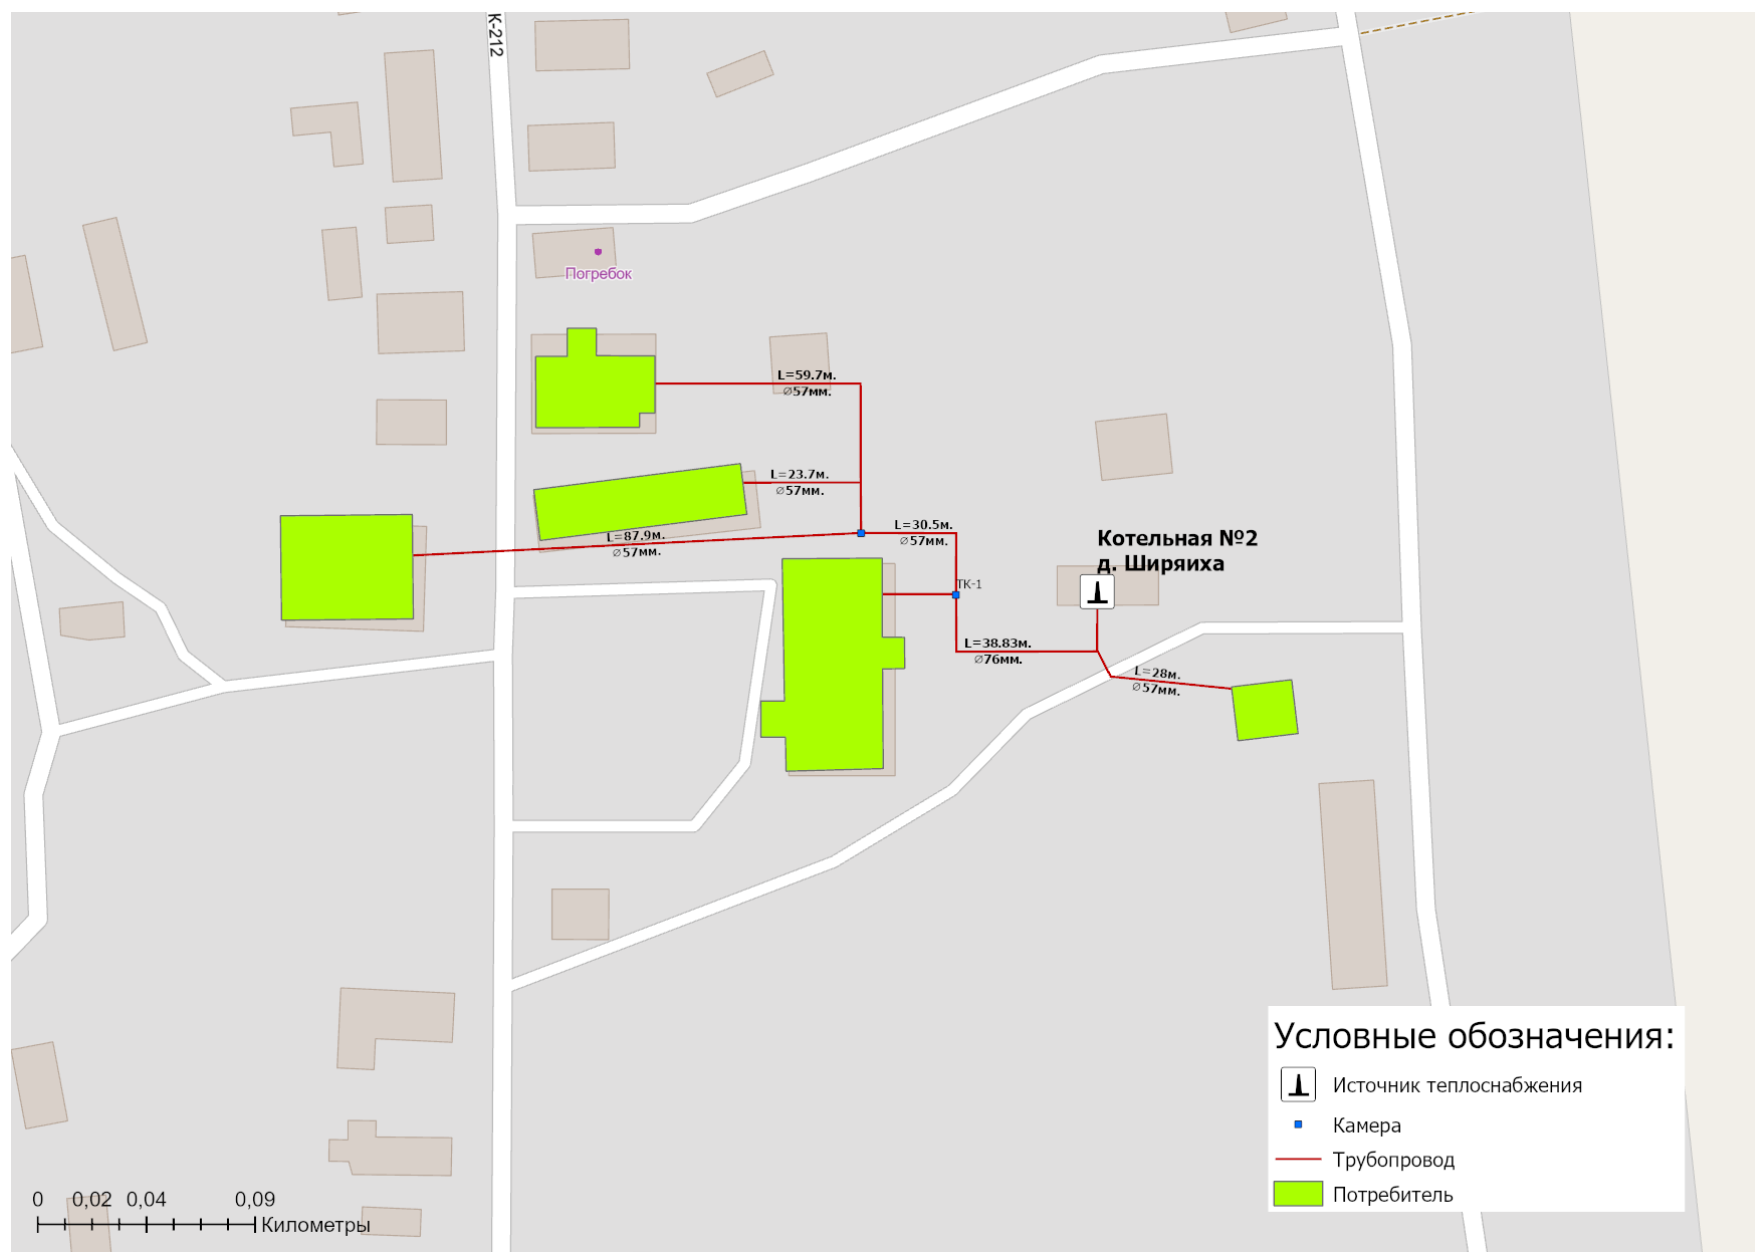 К-212
Погребок
L=59.7м.
∅57мм.
L=23.7м.
∅57мм.
L=87.9м.
∅57мм.
L=30.5м.
∅57мм.
Котельная №2
д. Ширяиха
ТК-1
L=38.83м.
∅76мм.
L=28м.
∅57мм.
Условные обозначения:
Источник теплоснабжения
Камера
Трубопровод
Потребитель
0 0,02 0,04 0,09
Километры